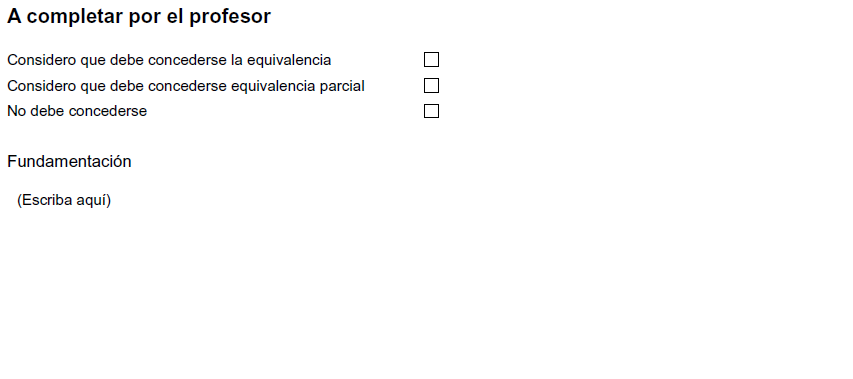 A completar por el profesor
Considero que debe concederse la equivalencia
Considero que debe concederse equivalencia parcial
No debe concederse
Fundamentación
(Escriba aquí)